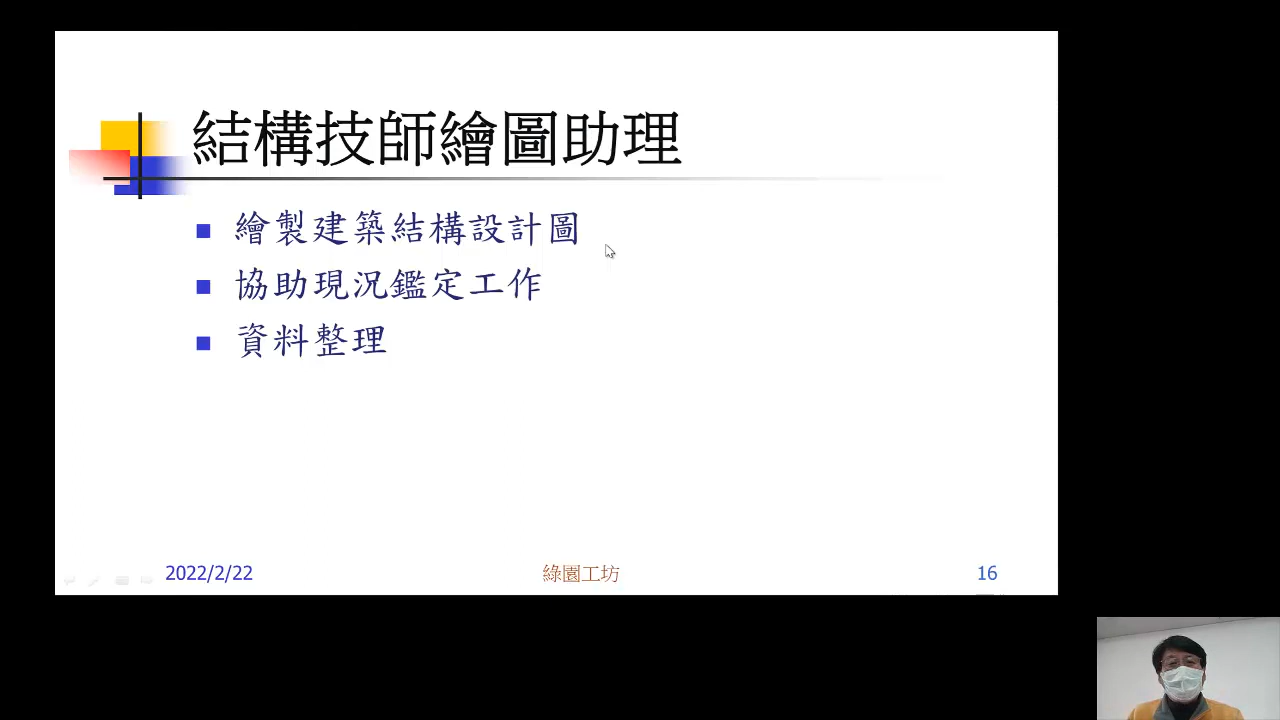 結構技師繪圖助理
繪製建築結構設計圖
協助現況鑑定工作
資料整理
2022/2/22
綠園工坊
16